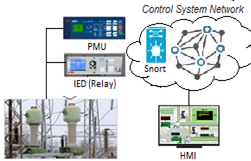 Control System Network
PMU
Snort
IED (Relay)
HMI